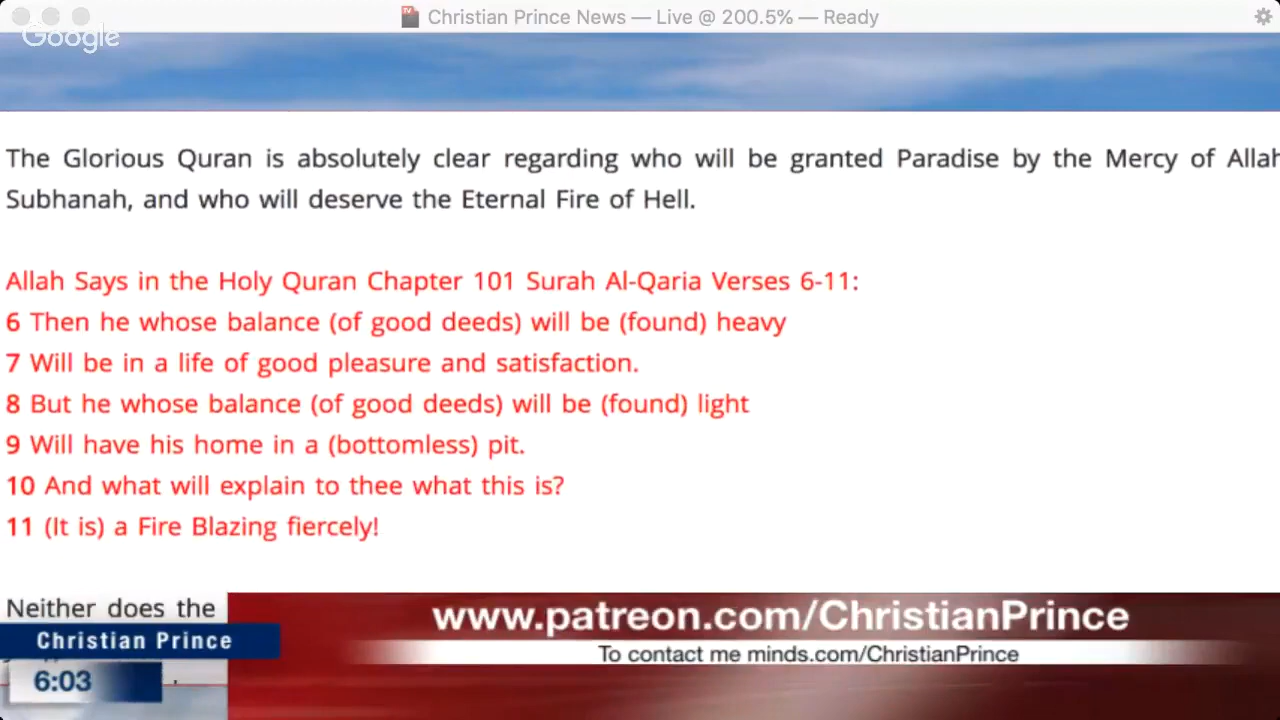 Christian Prince News — Live @ 200.5% — Ready
Google
The Glorious Quran is absolutely clear regarding who will be granted Paradise by the Mercy of Allah
Subhanah, and who will deserve the Eternal Fire of Hell.
Allah Says in the Holy Quran Chapter 101 Surah Al-Qaria Verses 6-11:
6 Then he whose balance (of good deeds) will be (found) heavy
7 Will be in a life of good pleasure and satisfaction.
8 But he whose balance (of good deeds) will be (found) light
9 Will have his home in a (bottomless) pit.
10 And what will explain to thee what this is?
11 (It is) a Fire Blazing fiercely!
Neither does the
www.patreon.com/ChristianPrince
Christian Prince
To contact me minds.com/ChristianPrince
6:03